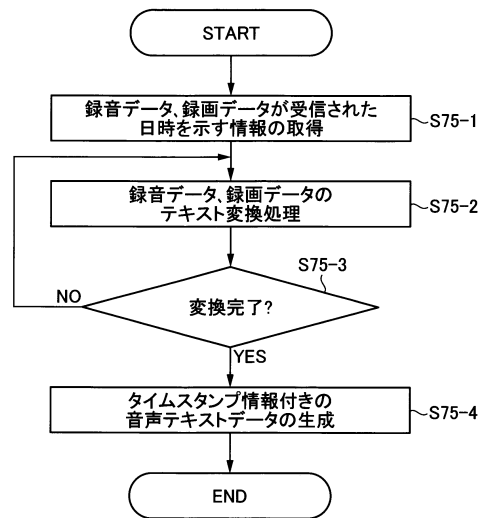 START
録音データ、録画データが受信された
日時を示す情報の取得
S75-1
録音データ、録画データの
テキスト変換処理
S75-2
S75-3
変換完了?
NO
YES
タイムスタンプ情報付きの
音声テキストデータの生成
S75-4
END